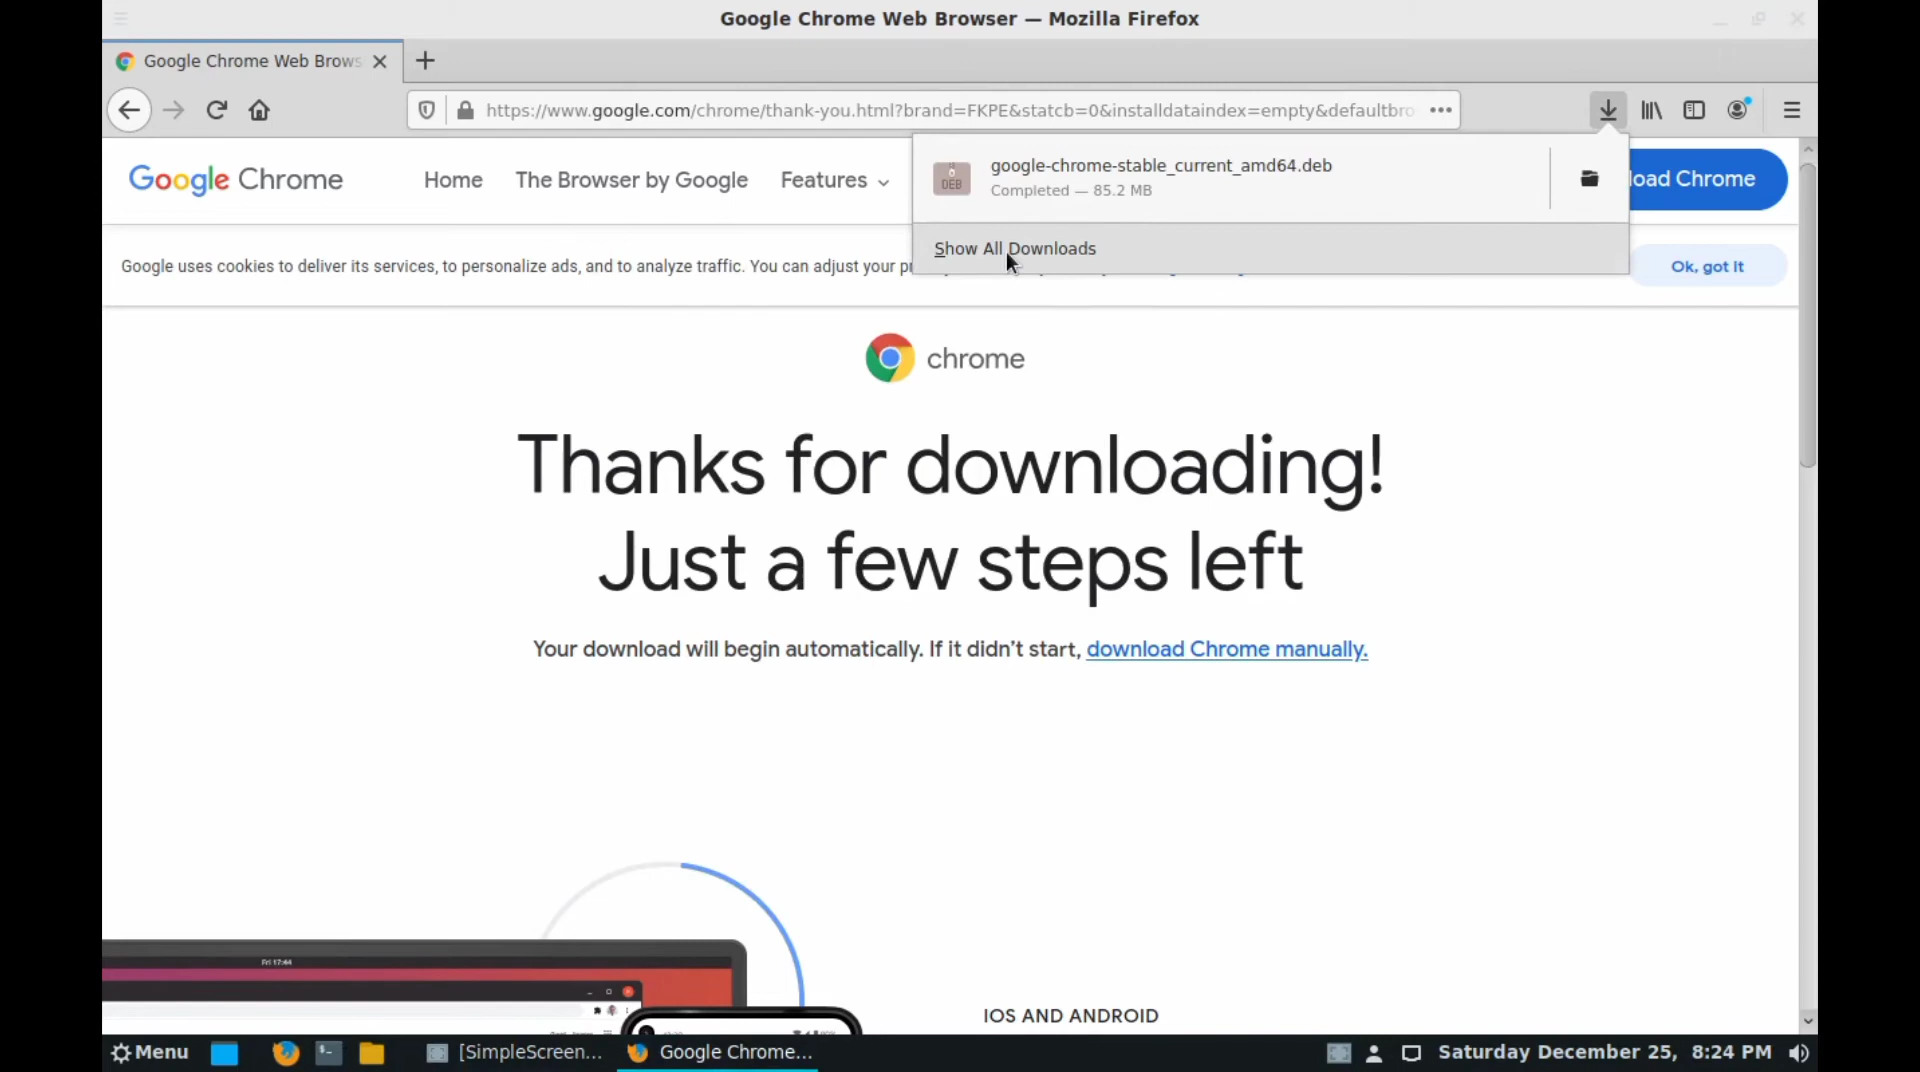 Google Chrome Web Browser — Mozilla Firefox
Google Chrome Web Brows
https://www.google.com/chrome/thank-you.html?brand=FKPE&statcb=0&installdataindex=empty&defaultbro
google-chrome-stable_current_amd64.deb
DEB
Completed — 85.2 MB
Show All Downloads
Google Chrome
Home
The Browser by Google
Features
load Chrome
Google uses cookies to deliver its services, to personalize ads, and to analyze traffic. You can adjust your
Ok, got it
chrome
Thanks for downloading!
Just a few steps left
Your download will begin automatically. If it didn't start, download Chrome manually.
Fri 17:44
IOS AND ANDROID
Menu
[SimpleScreen...
Google Chrome...
Saturday December 25, 8:24 PM